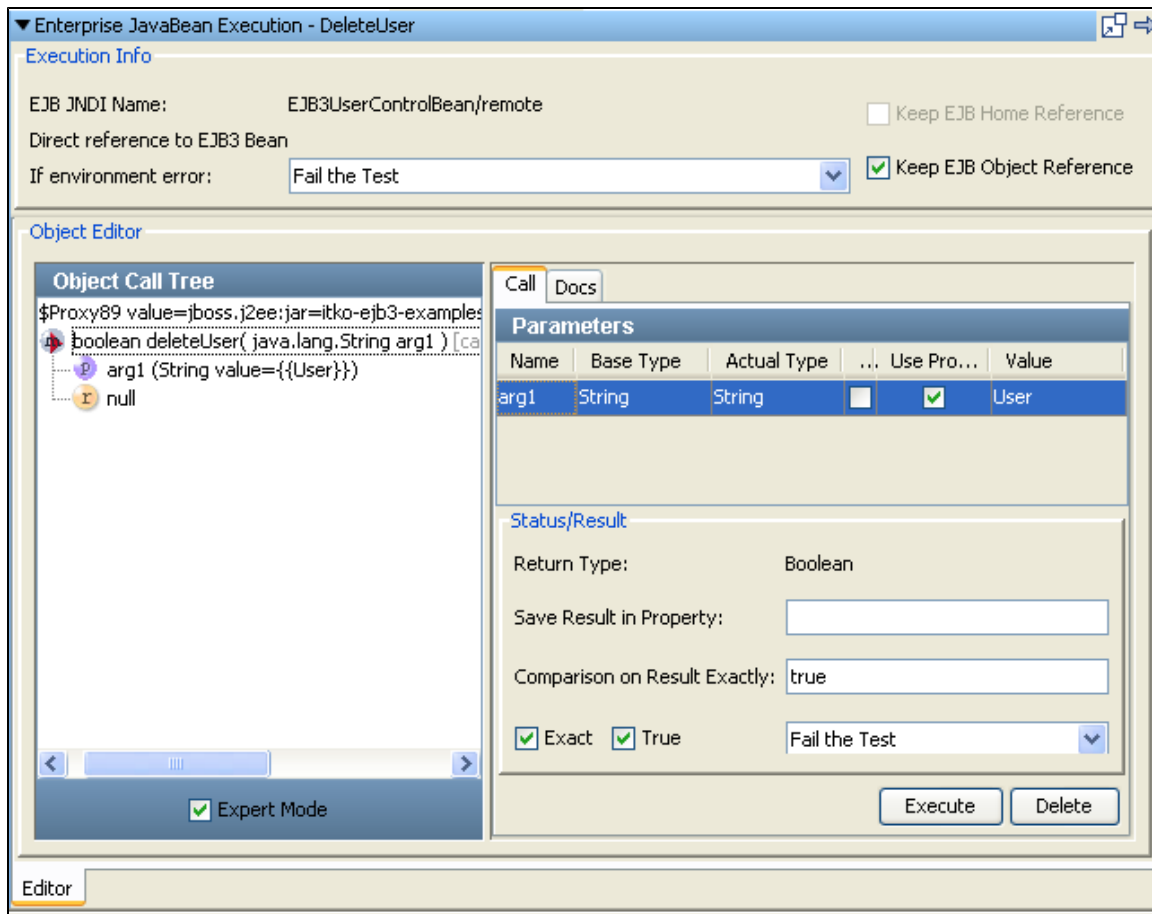 Enterprise JavaBean Execution - DeleteUser
Execution Info
EJB JNDI Name: EJB3UserControlBean/remote
Keep EJB Home Reference
Direct reference to EJB3 Bean
If environment error: Fail the Test
Keep EJB Object Reference
Object Editor
Object Call Tree
$Proxy89 value=jboss.j2ee:jar=itko-ejb3-examples
boolean deleteUser( java.lang.String arg1 ) [ca
P arg1 (String value={{User}})
r null
Call Docs
Parameters
Name Base Type Actual Type ... Use Pro... Value
arg1 String String User
Status/Result
Return Type: Boolean
Save Result in Property:
Comparison on Result Exactly: true
Exact True Fail the Test
Expert Mode
Execute Delete
Editor